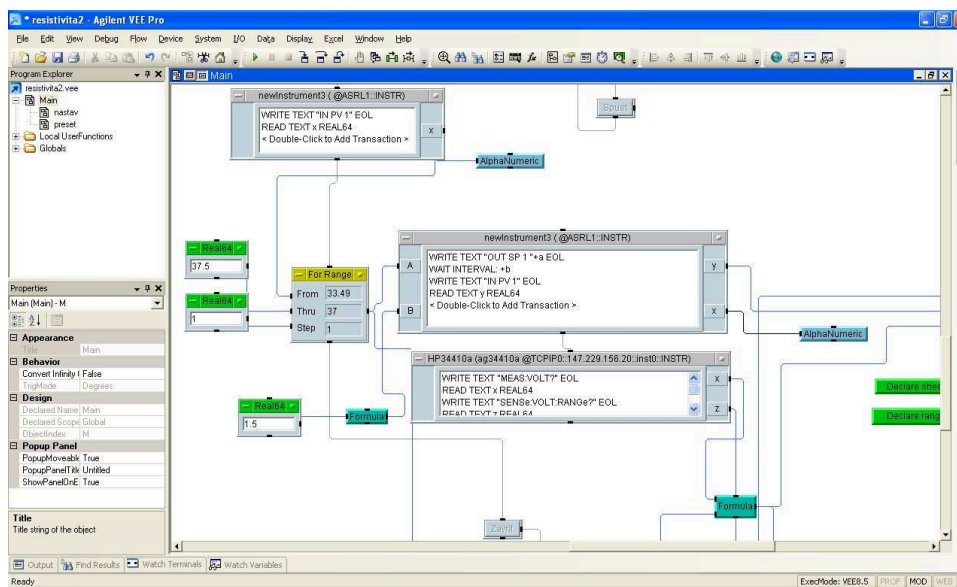 * resistivita2 - Agilent VEE Pro
File Edit View Debug Flow Device System I/O Data Display Excel Window Help
Program Explorer
resistivita2.vee
Main
nastav
preset
Local UserFunctions
Globals
Properties
Main (Main) - M
Appearance
Title Main
Behavior
Convert Infinity t False
TrigMode Degrees
Design
Declared Name Main
Declared Scope Global
ObjectIndex M
Popup Panel
PopupMoveable True
PopupPanelTitle Untitled
ShowPanelOnE True
Title
Title string of the object
Main
newInstrument3 ( @ASRL1::INSTR)
WRITE TEXT "IN PV 1" EOL
READ TEXT x REAL64
< Double-Click to Add Transaction >
X
Spust
AlphaNumeric
Real64
37.5
Real64
1
For Range
From 33.49
Thru 37
Step 1
newInstrument3 ( @ASRL1::INSTR)
A
B
WRITE TEXT "OUT SP 1 "+a EOL
WAIT INTERVAL: +b
WRITE TEXT "IN PV 1" EOL
READ TEXT y REAL64
< Double-Click to Add Transaction >
Y
X
AlphaNumeric
HP34410a (ag34410a @TCPIP0::147.229.156.20::inst0::INSTR)
WRITE TEXT "MEAS:VOLT?" EOL
READ TEXT x REAL64
WRITE TEXT "SENSe:VOLT:RANGe?" EOL
READ TEXT z REAL64
X
Z
Declare shee
Declare rang
Real64
1.5
Formula
Formula
Zavrit
Output Find Results Watch Terminals Watch Variables
Ready
ExecMode: VEE8.5 PROF MOD WEB